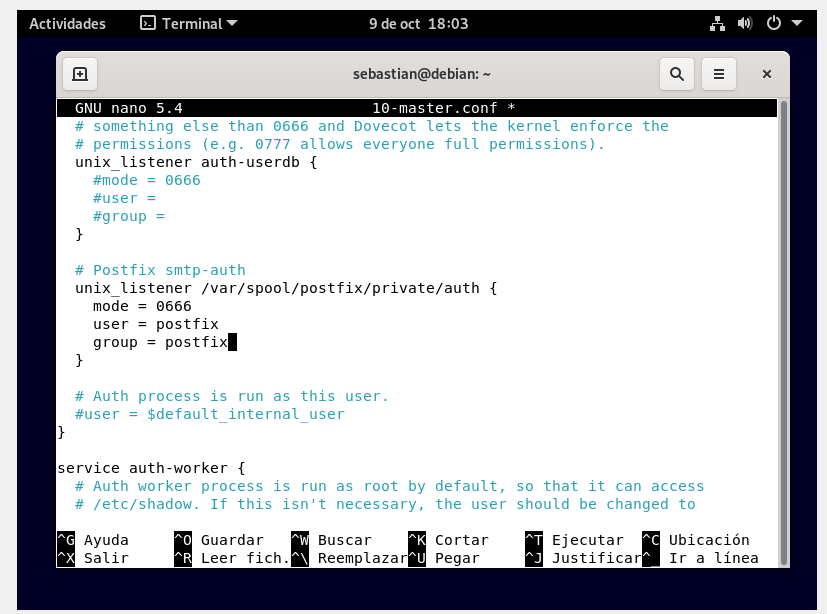 Actividades Terminal 9 de oct 18:03
sebastian@debian: ~
GNU nano 5.4 10-master.conf *
# something else than 0666 and Dovecot lets the kernel enforce the
# permissions (e.g. 0777 allows everyone full permissions).
unix_listener auth-userdb {
#mode = 0666
#user =
#group =
}
# Postfix smtp-auth
unix_listener /var/spool/postfix/private/auth {
mode = 0666
user = postfix
group = postfix
}
# Auth process is run as this user.
#user = $default_internal_user
}
service auth-worker {
# Auth worker process is run as root by default, so that it can access
# /etc/shadow. If this isn't necessary, the user should be changed to
^G Ayuda ^O Guardar ^W Buscar ^K Cortar ^T Ejecutar ^C Ubicación
^X Salir ^R Leer fich. ^\ Reemplazar ^U Pegar ^J Justificar ^_ Ir a línea